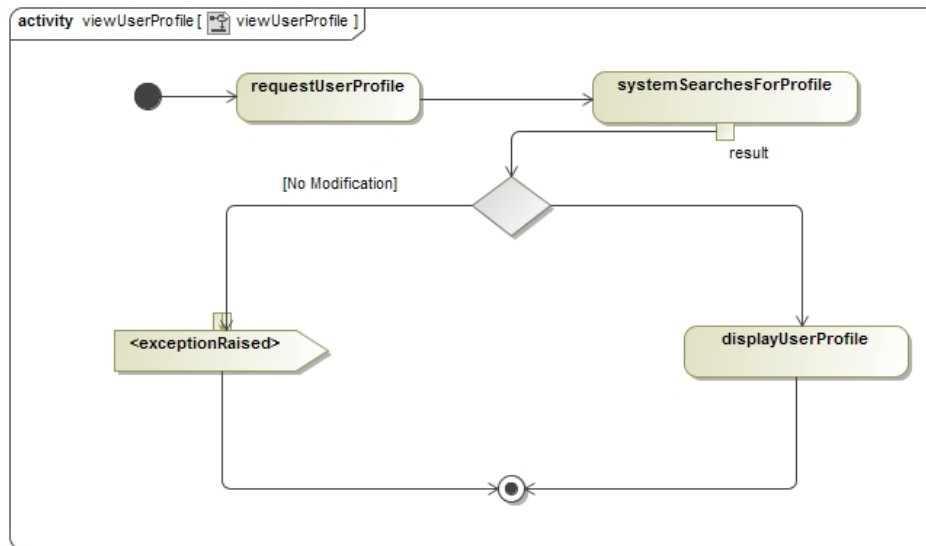 activity viewUserProfile [ viewUserProfile ]
requestUserProfile
systemSearchesForProfile
result
[No Modification]
<exceptionRaised>
displayUserProfile